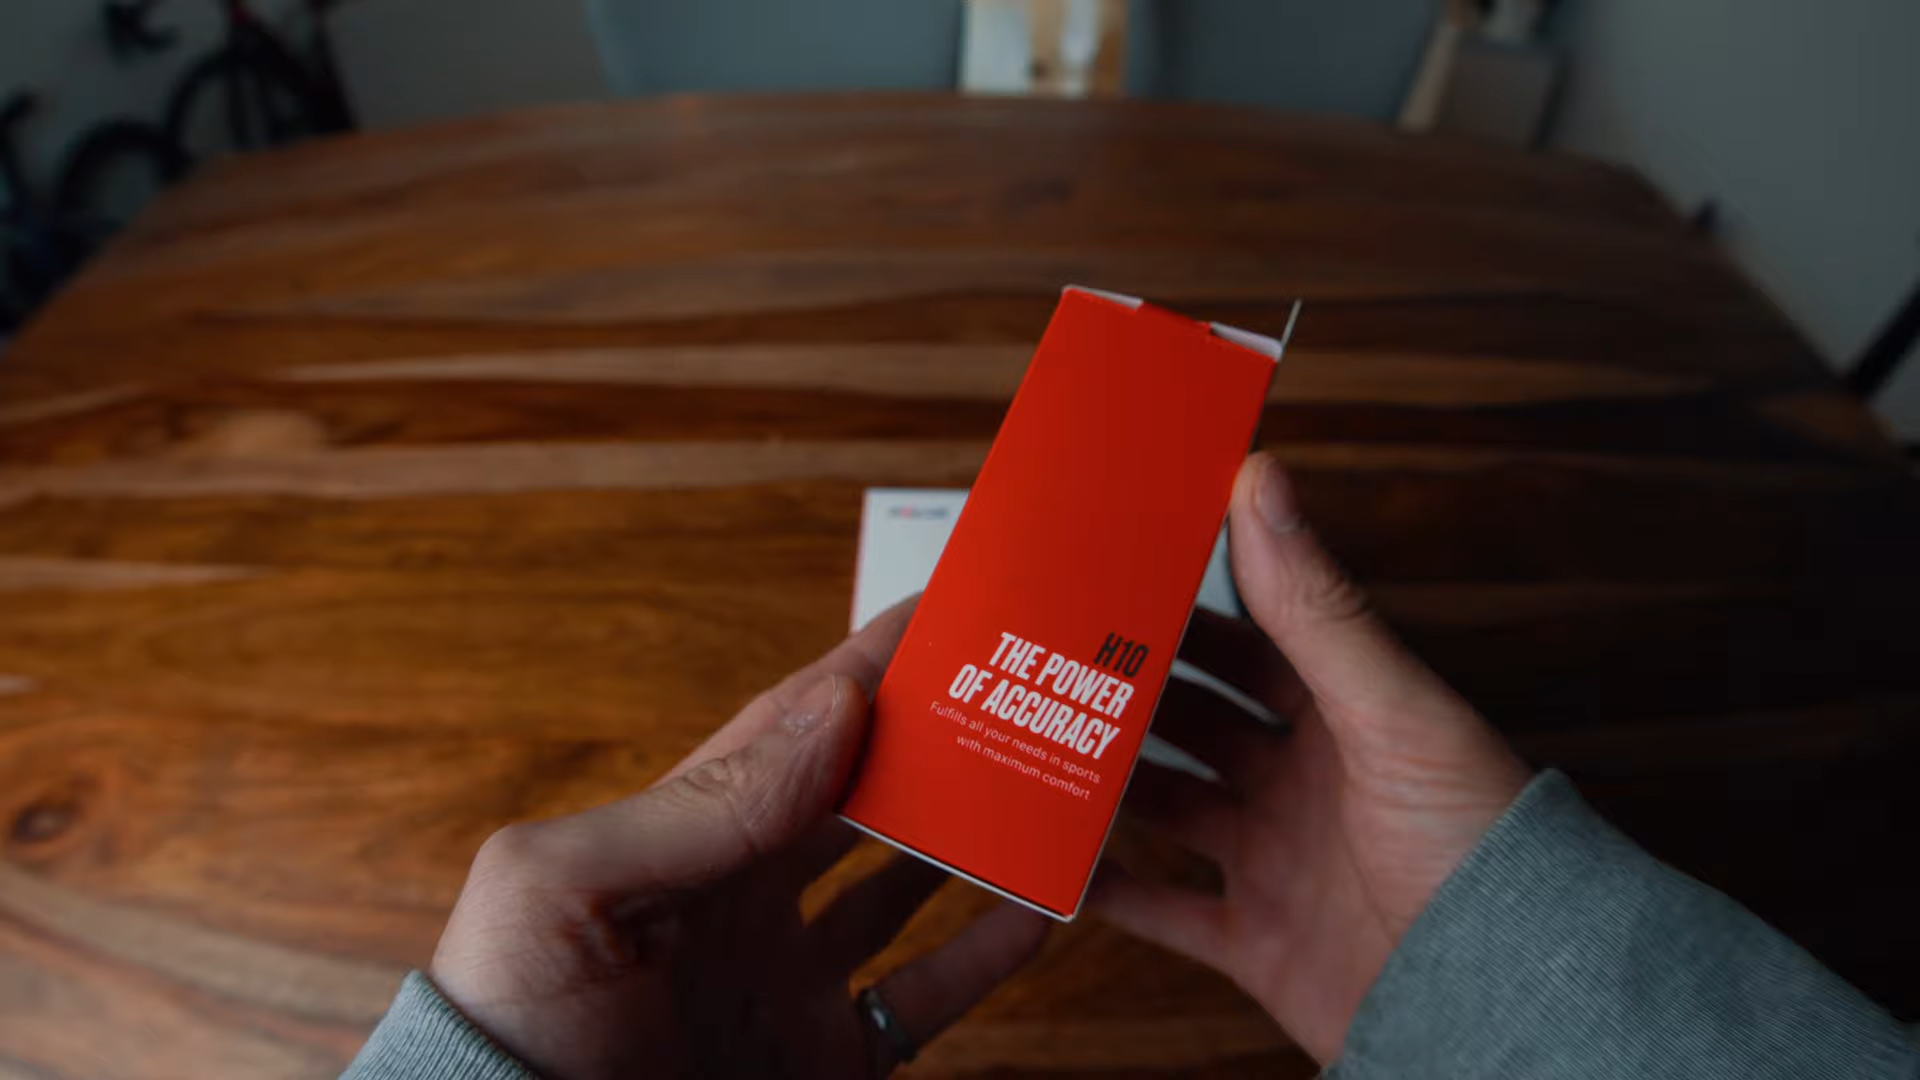 H10
THE POWER
OF ACCURACY
Fulfills all your needs in sports
with maximum comfort